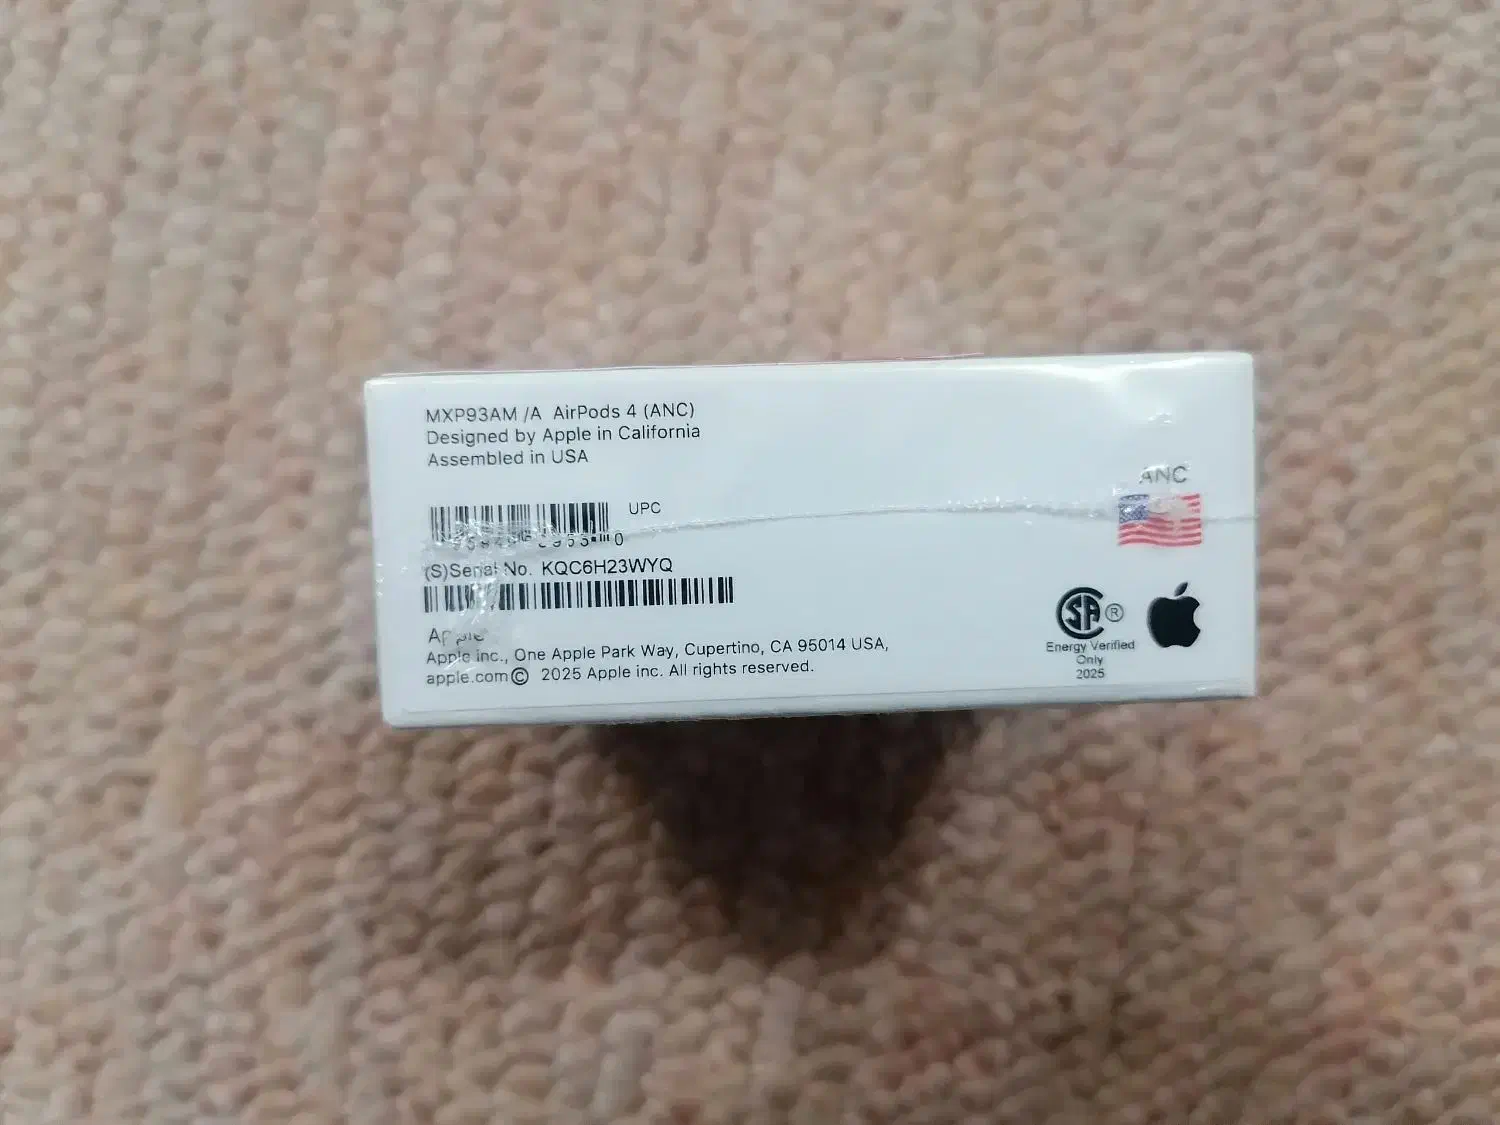 MXP93AM /A AirPods 4 (ANC)
Designed by Apple in California
Assembled in USA
UPC
ANC
(S)Serial No. KQC6H23WYQ
Apple
Apple inc., One Apple Park Way, Cupertino, CA 95014 USA,
apple.com© 2025 Apple inc. All rights reserved.
SA ®
Energy Verified
Only
2025